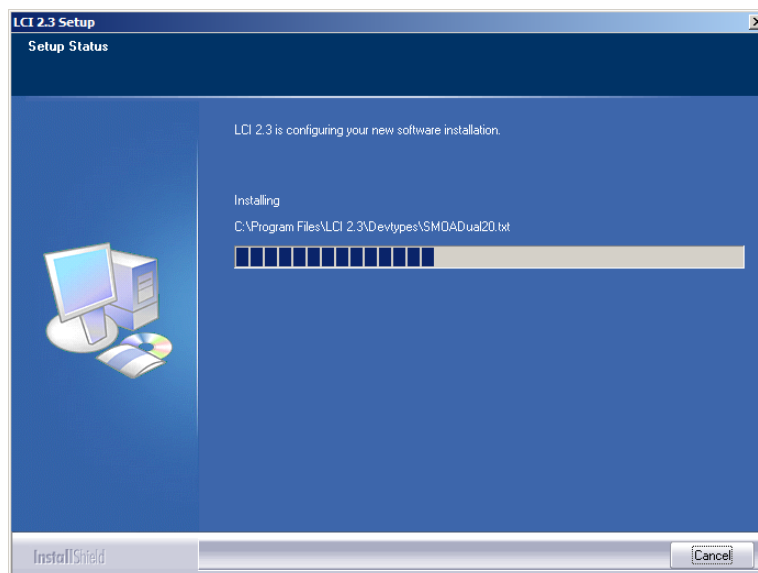 LCI 2.3 Setup
Setup Status
LCI 2.3 is configuring your new software installation.
Installing
C:\Program Files\LCI 2.3\Devtypes\SMOADual20.txt
InstallShield
Cancel